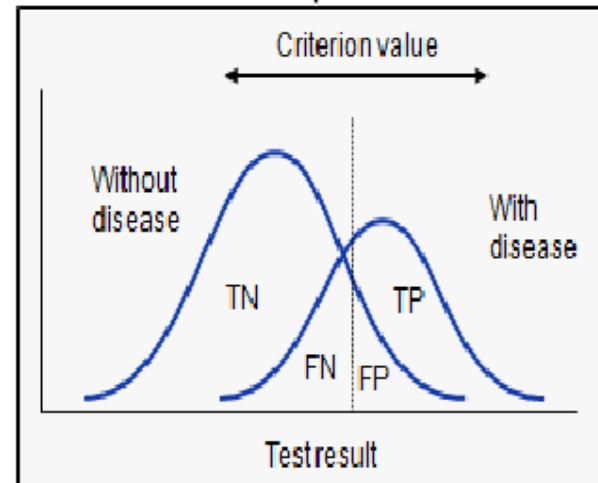 Criterion value
Without
disease
With
disease
TN
TP
FN
FP
Test result